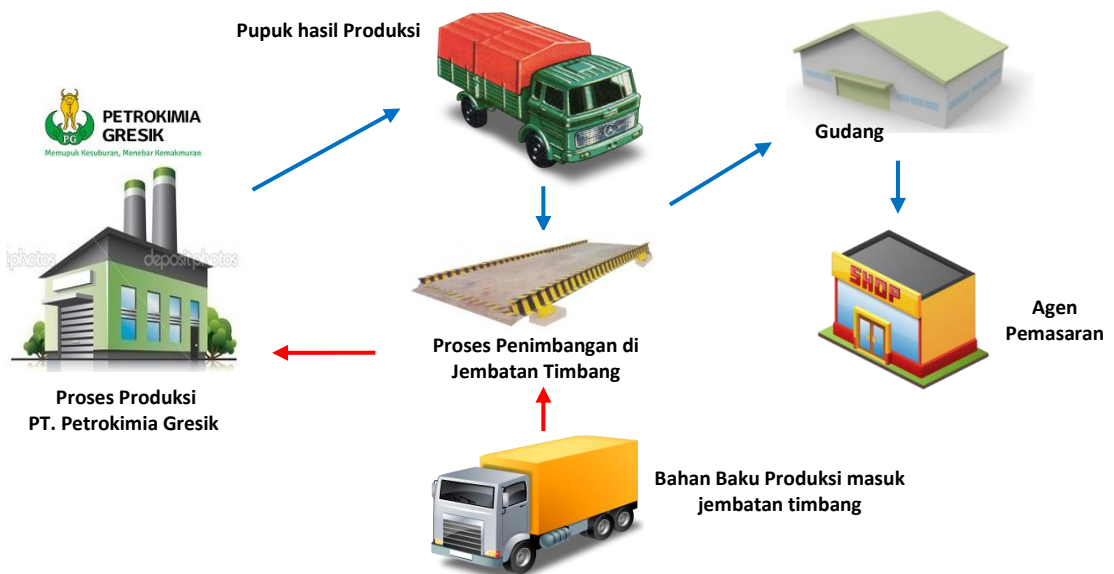 Pupuk hasil Produksi
PETROKIMIA
GRESIK
PG
Memupuk Kesuburan, Menebar Kemakmuran
Gudang
depositphotos
SHOP
Agen
Pemasaran
Proses Penimbangan di
Jembatan Timbang
Proses Produksi
PT. Petrokimia Gresik
Bahan Baku Produksi masuk
jembatan timbang